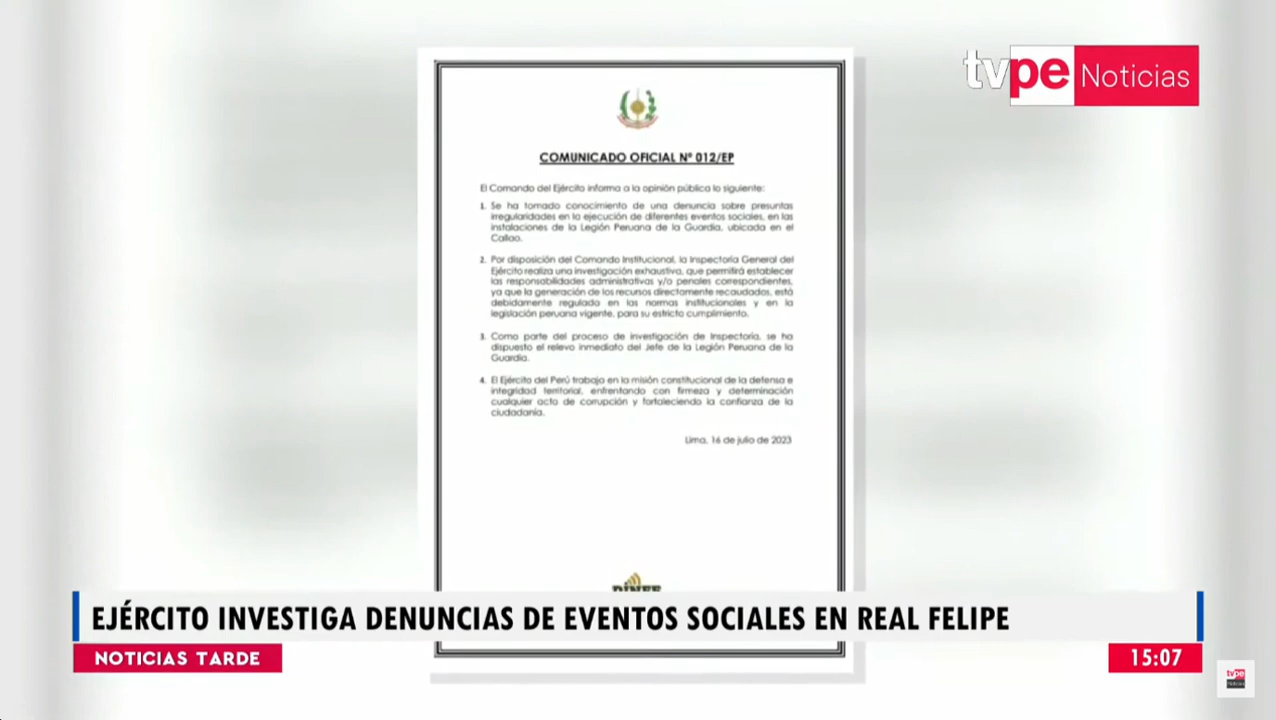 tvpe Noticias
COMUNICADO OFICIAL Nº 012/EP
El Comando del Ejército informa a la opinión pública lo siguiente:
1. Se ha tomado conocimiento de una denuncia sobre presuntas
irregularidades en la ejecución de diferentes eventos sociales, en las
instalaciones de la Legión Peruana de la Guardia, ubicada en el
Callao.
2. Por disposición del Comando Institucional, la Inspectoría General del
Ejército realiza una investigación exhaustiva, que permitirá establecer
las responsabilidades administrativas y/o penales correspondientes,
ya que la generación de los recursos directamente recaudados, está
debidamente regulada en las normas institucionales y en la
legislación peruana vigente, para su estricto cumplimiento.
3. Como parte del proceso de investigación de Inspectoría, se ha
dispuesto el relevo inmediato del Jefe de la Legión Peruana de la
Guardia.
4. El Ejército del Perú trabaja en la misión constitucional de la defensa e
integridad territorial, enfrentando con firmeza y determinación
cualquier acto de corrupción y fortaleciendo la confianza de la
ciudadanía.
Lima, 16 de julio de 2023
EJÉRCITO INVESTIGA DENUNCIAS DE EVENTOS SOCIALES EN REAL FELIPE
NOTICIAS TARDE
15:07
tvpe